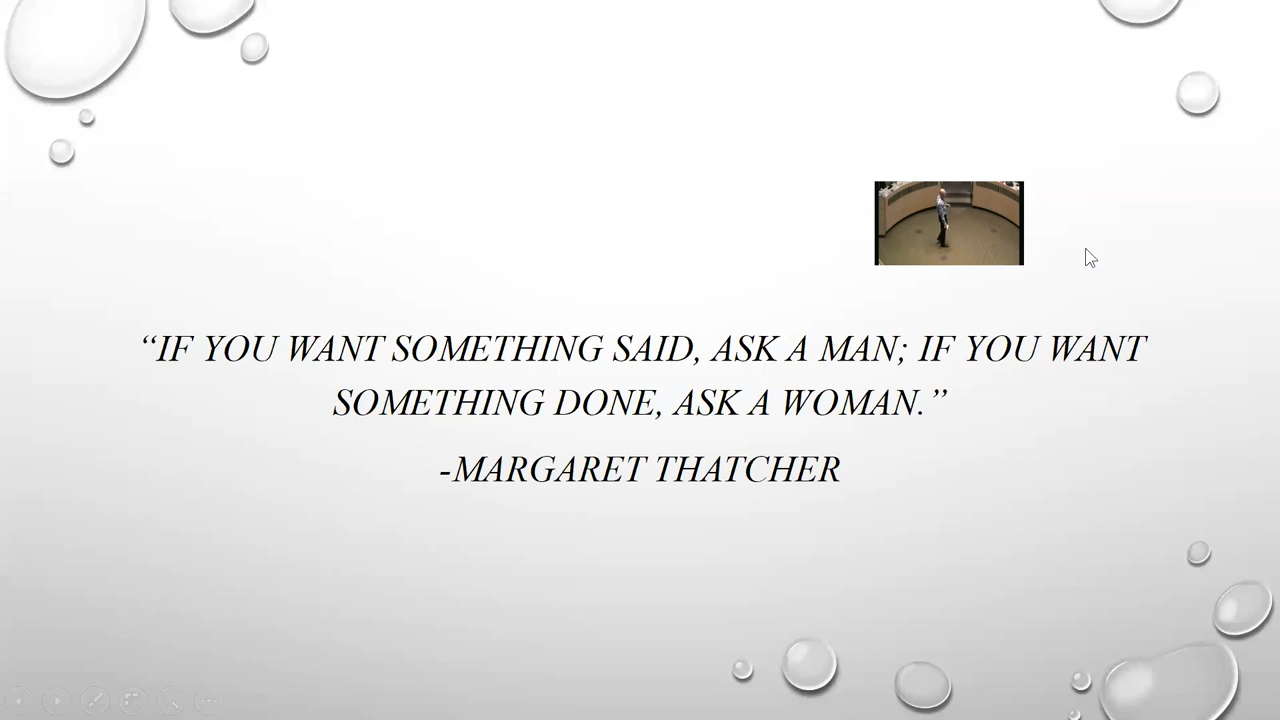 “IF YOU WANT SOMETHING SAID, ASK A MAN; IF YOU WANT
SOMETHING DONE, ASK A WOMAN.”
-MARGARET THATCHER